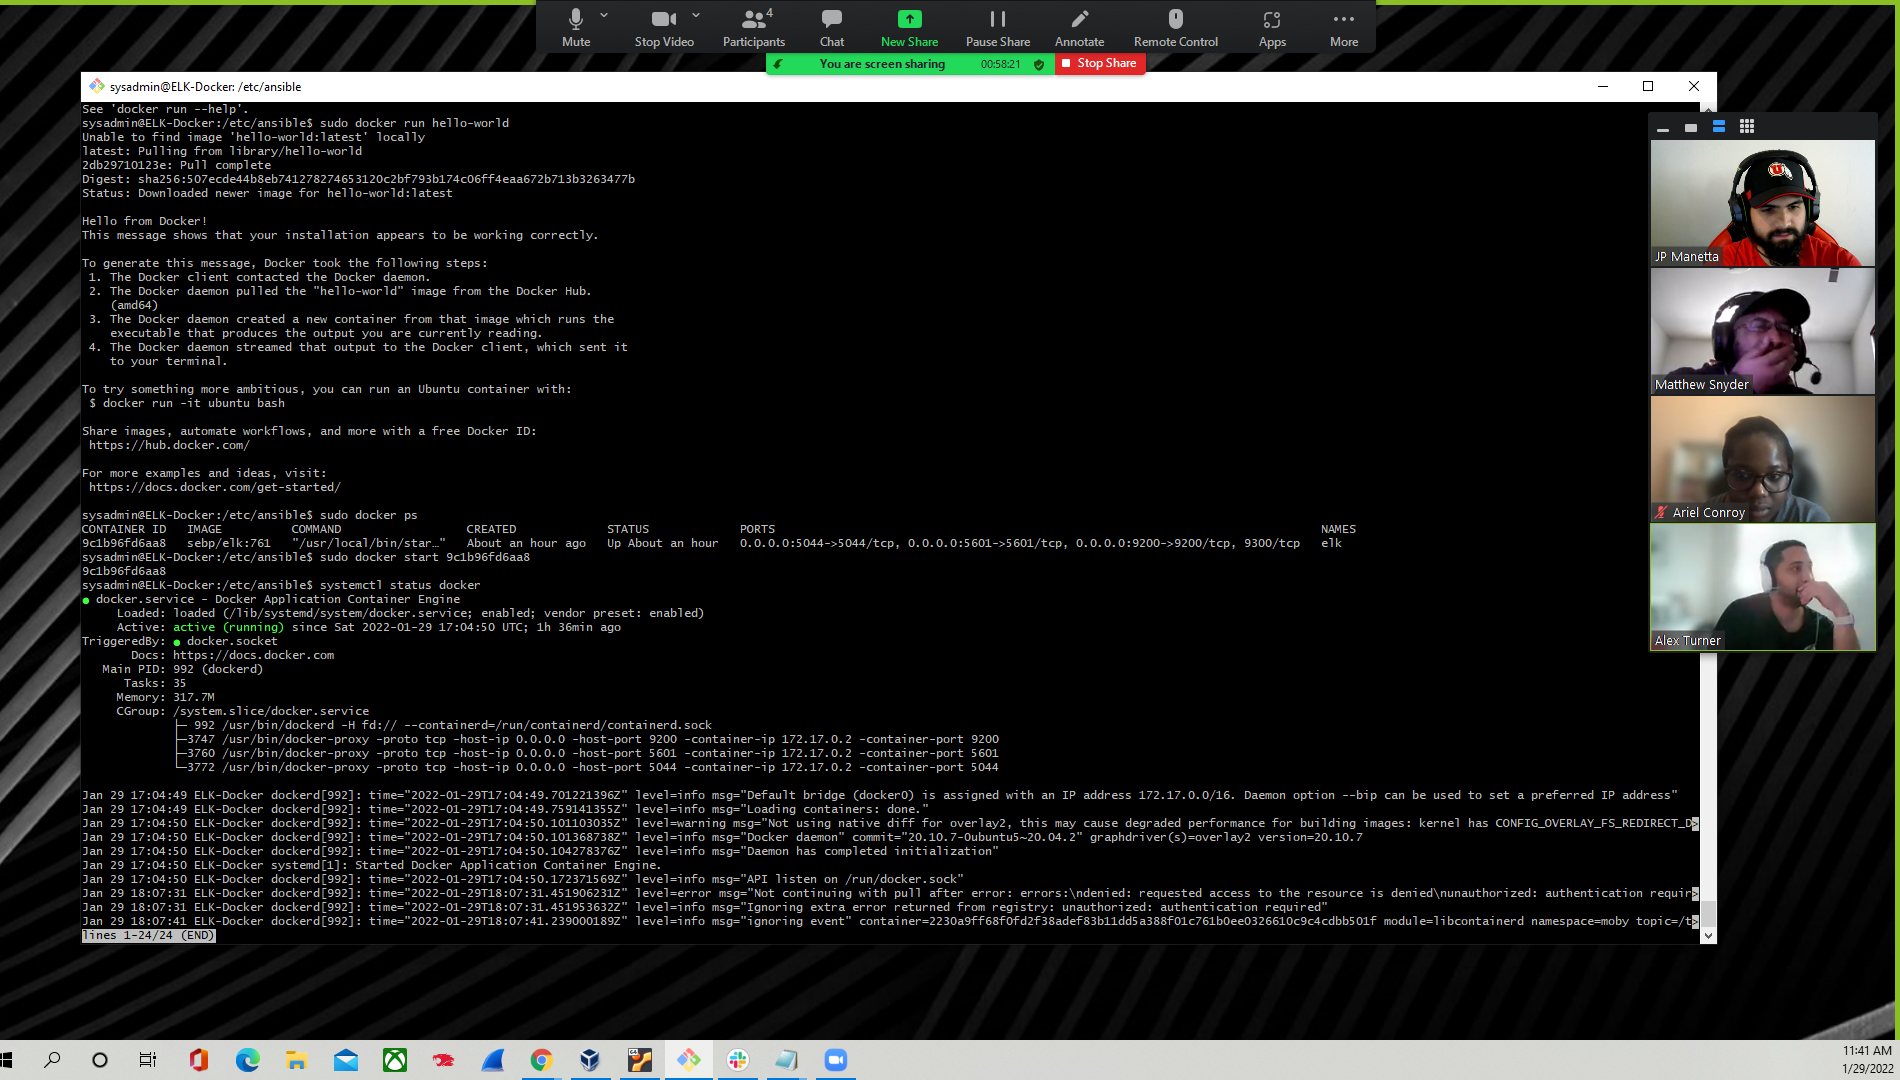 Mute
Stop Video
Participants
4
Chat
New Share
Pause Share
Annotate
Remote Control
Apps
More
You are screen sharing
00:58:21
Stop Share
sysadmin@ELK-Docker: /etc/ansible
See 'docker run --help'.
sysadmin@ELK-Docker:/etc/ansible$ sudo docker run hello-world
Unable to find image 'hello-world:latest' locally
latest: Pulling from library/hello-world
2db29710123e: Pull complete
Digest: sha256:507ecde44b8eb741278274653120c2bf793b174c06ff4eaa672b713b3263477b
Status: Downloaded newer image for hello-world:latest
Hello from Docker!
This message shows that your installation appears to be working correctly.
To generate this message, Docker took the following steps:
1. The Docker client contacted the Docker daemon.
2. The Docker daemon pulled the "hello-world" image from the Docker Hub.
(amd64)
3. The Docker daemon created a new container from that image which runs the
executable that produces the output you are currently reading.
4. The Docker daemon streamed that output to the Docker client, which sent it
to your terminal.
To try something more ambitious, you can run an Ubuntu container with:
$ docker run -it ubuntu bash
Share images, automate workflows, and more with a free Docker ID:
https://hub.docker.com/
For more examples and ideas, visit:
https://docs.docker.com/get-started/
sysadmin@ELK-Docker:/etc/ansible$ sudo docker ps
CONTAINER ID IMAGE COMMAND CREATED STATUS PORTS NAMES
9c1b96fd6aa8 sebp/elk:761 "/usr/local/bin/star…" About an hour ago Up About an hour 0.0.0.0:5044->5044/tcp, 0.0.0.0:5601->5601/tcp, 0.0.0.0:9200->9200/tcp, 9300/tcp elk
sysadmin@ELK-Docker:/etc/ansible$ sudo docker start 9c1b96fd6aa8
9c1b96fd6aa8
sysadmin@ELK-Docker:/etc/ansible$ systemctl status docker
● docker.service - Docker Application Container Engine
Loaded: loaded (/lib/systemd/system/docker.service; enabled; vendor preset: enabled)
Active: active (running) since Sat 2022-01-29 17:04:50 UTC; 1h 36min ago
TriggeredBy: ● docker.socket
Docs: https://docs.docker.com
Main PID: 992 (dockerd)
Tasks: 35
Memory: 317.7M
CGroup: /system.slice/docker.service
├─ 992 /usr/bin/dockerd -H fd:// --containerd=/run/containerd/containerd.sock
├─3747 /usr/bin/docker-proxy -proto tcp -host-ip 0.0.0.0 -host-port 9200 -container-ip 172.17.0.2 -container-port 9200
├─3760 /usr/bin/docker-proxy -proto tcp -host-ip 0.0.0.0 -host-port 5601 -container-ip 172.17.0.2 -container-port 5601
└─3772 /usr/bin/docker-proxy -proto tcp -host-ip 0.0.0.0 -host-port 5044 -container-ip 172.17.0.2 -container-port 5044
Jan 29 17:04:49 ELK-Docker dockerd[992]: time="2022-01-29T17:04:49.701221396Z" level=info msg="Default bridge (docker0) is assigned with an IP address 172.17.0.0/16. Daemon option --bip can be used to set a preferred IP address"
Jan 29 17:04:49 ELK-Docker dockerd[992]: time="2022-01-29T17:04:49.759141355Z" level=info msg="Loading containers: done."
Jan 29 17:04:50 ELK-Docker dockerd[992]: time="2022-01-29T17:04:50.101103035Z" level=warning msg="Not using native diff for overlay2, this may cause degraded performance for building images: kernel has CONFIG_OVERLAY_FS_REDIRECT_D>
Jan 29 17:04:50 ELK-Docker dockerd[992]: time="2022-01-29T17:04:50.101368738Z" level=info msg="Docker daemon" commit="20.10.7-0ubuntu5~20.04.2" graphdriver(s)=overlay2 version=20.10.7
Jan 29 17:04:50 ELK-Docker dockerd[992]: time="2022-01-29T17:04:50.104278376Z" level=info msg="Daemon has completed initialization"
Jan 29 17:04:50 ELK-Docker systemd[1]: Started Docker Application Container Engine.
Jan 29 17:04:50 ELK-Docker dockerd[992]: time="2022-01-29T17:04:50.172371569Z" level=info msg="API listen on /run/docker.sock"
Jan 29 18:07:31 ELK-Docker dockerd[992]: time="2022-01-29T18:07:31.451906231Z" level=error msg="Not continuing with pull after error: errors:\ndenied: requested access to the resource is denied\nunauthorized: authentication requir>
Jan 29 18:07:31 ELK-Docker dockerd[992]: time="2022-01-29T18:07:31.451953632Z" level=info msg="Ignoring extra error returned from registry: unauthorized: authentication required"
Jan 29 18:07:41 ELK-Docker dockerd[992]: time="2022-01-29T18:07:41.239000189Z" level=info msg="ignoring event" container=2230a9ff68f0fd2f38adef83b11dd5a388f01c761b0ee0326610c9c4cdbb501f module=libcontainerd namespace=moby topic=/t>
lines 1-24/24 (END)
JP Manetta
Matthew Snyder
Ariel Conroy
Alex Turner
11:41 AM
1/29/2022